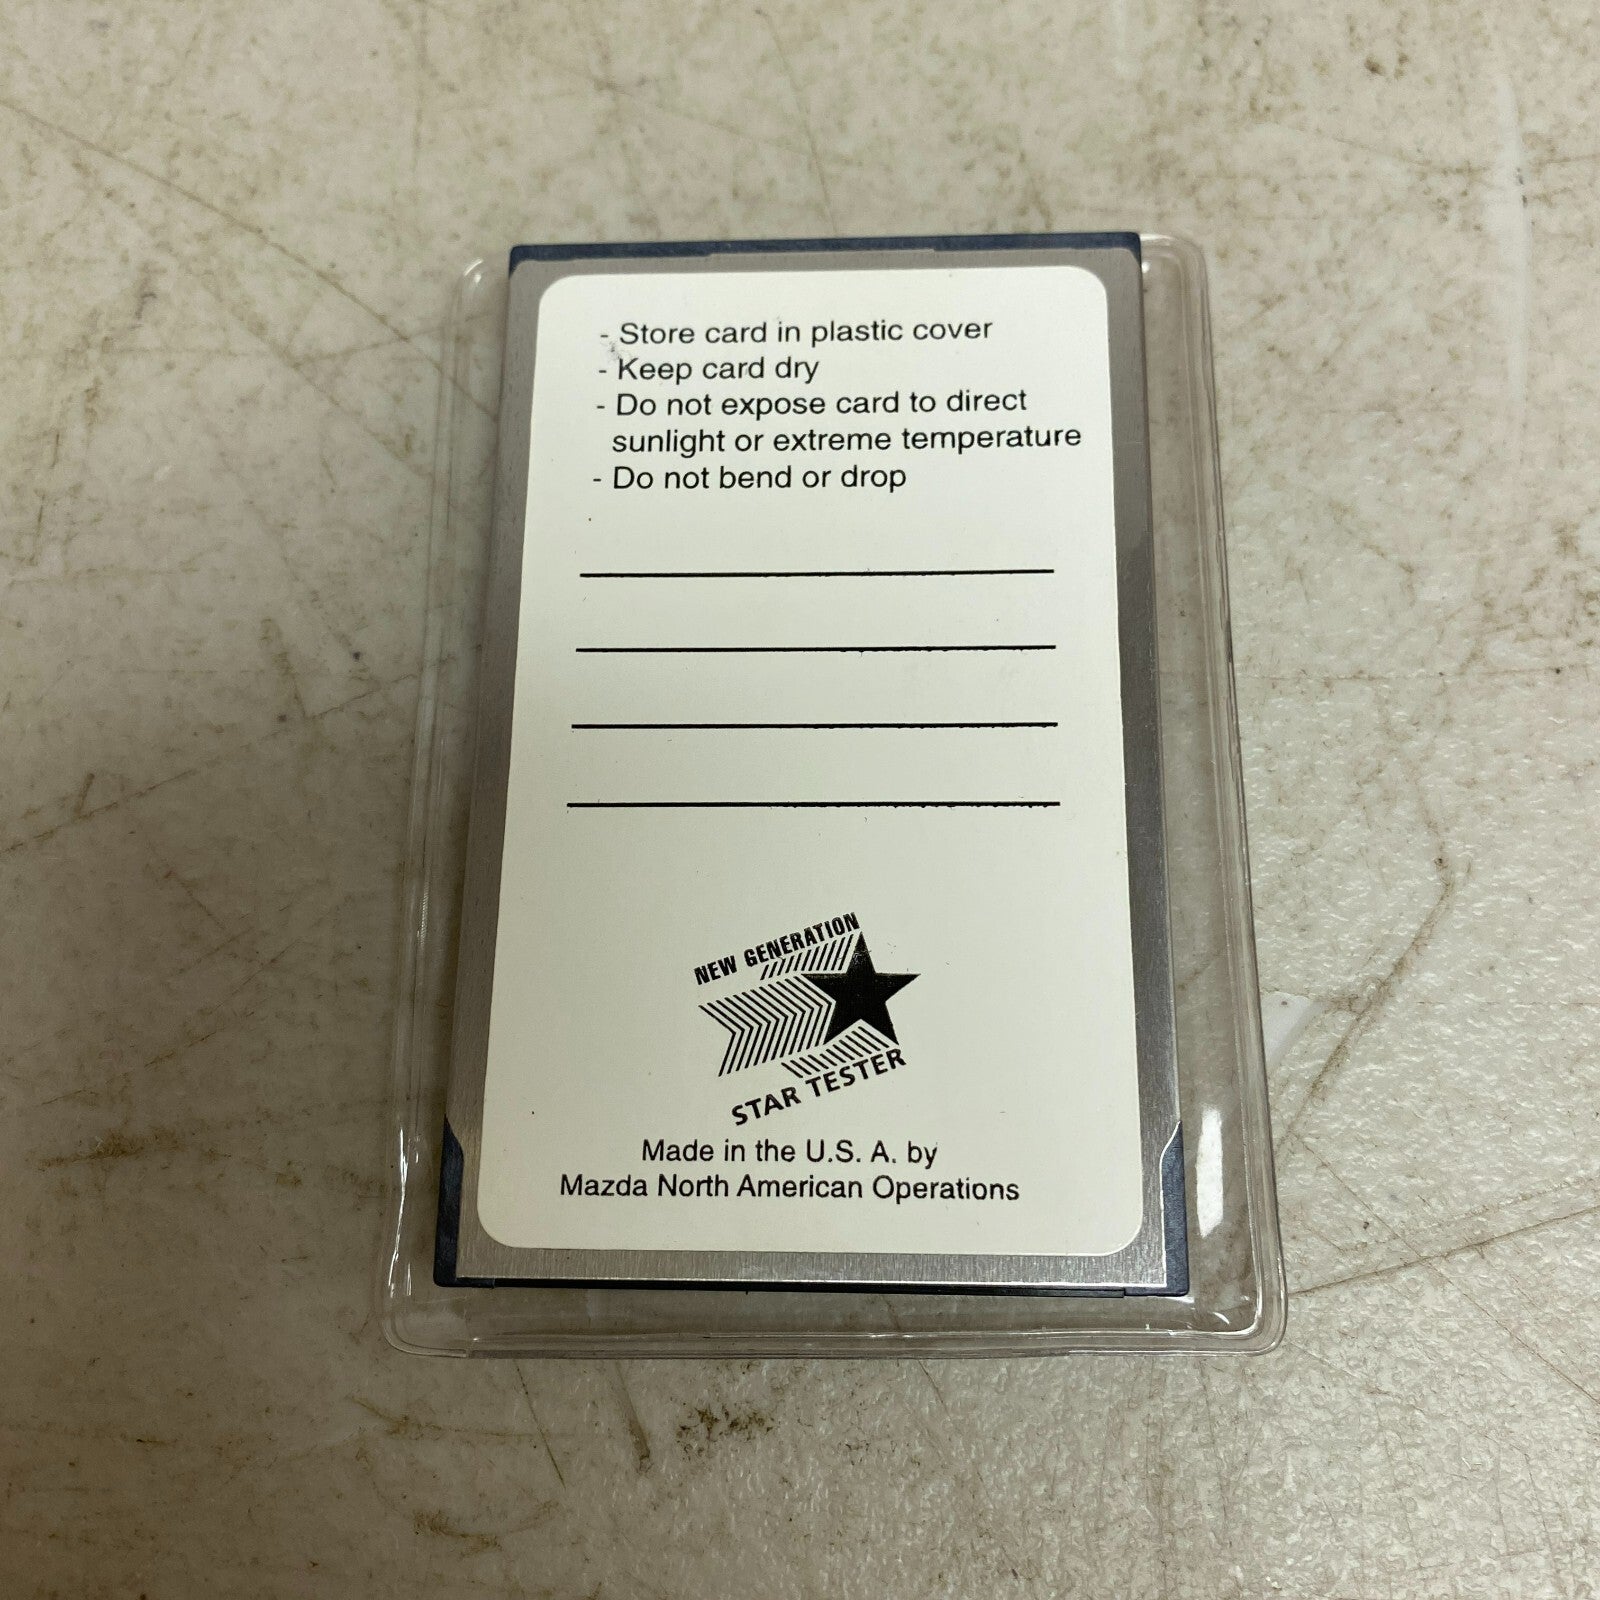 - Store card in plastic cover
- Keep card dry
- Do not expose card to direct
sunlight or extreme temperature
- Do not bend or drop
NEW GENERATION
STAR TESTER
Made in the U.S. A. by
Mazda North American Operations